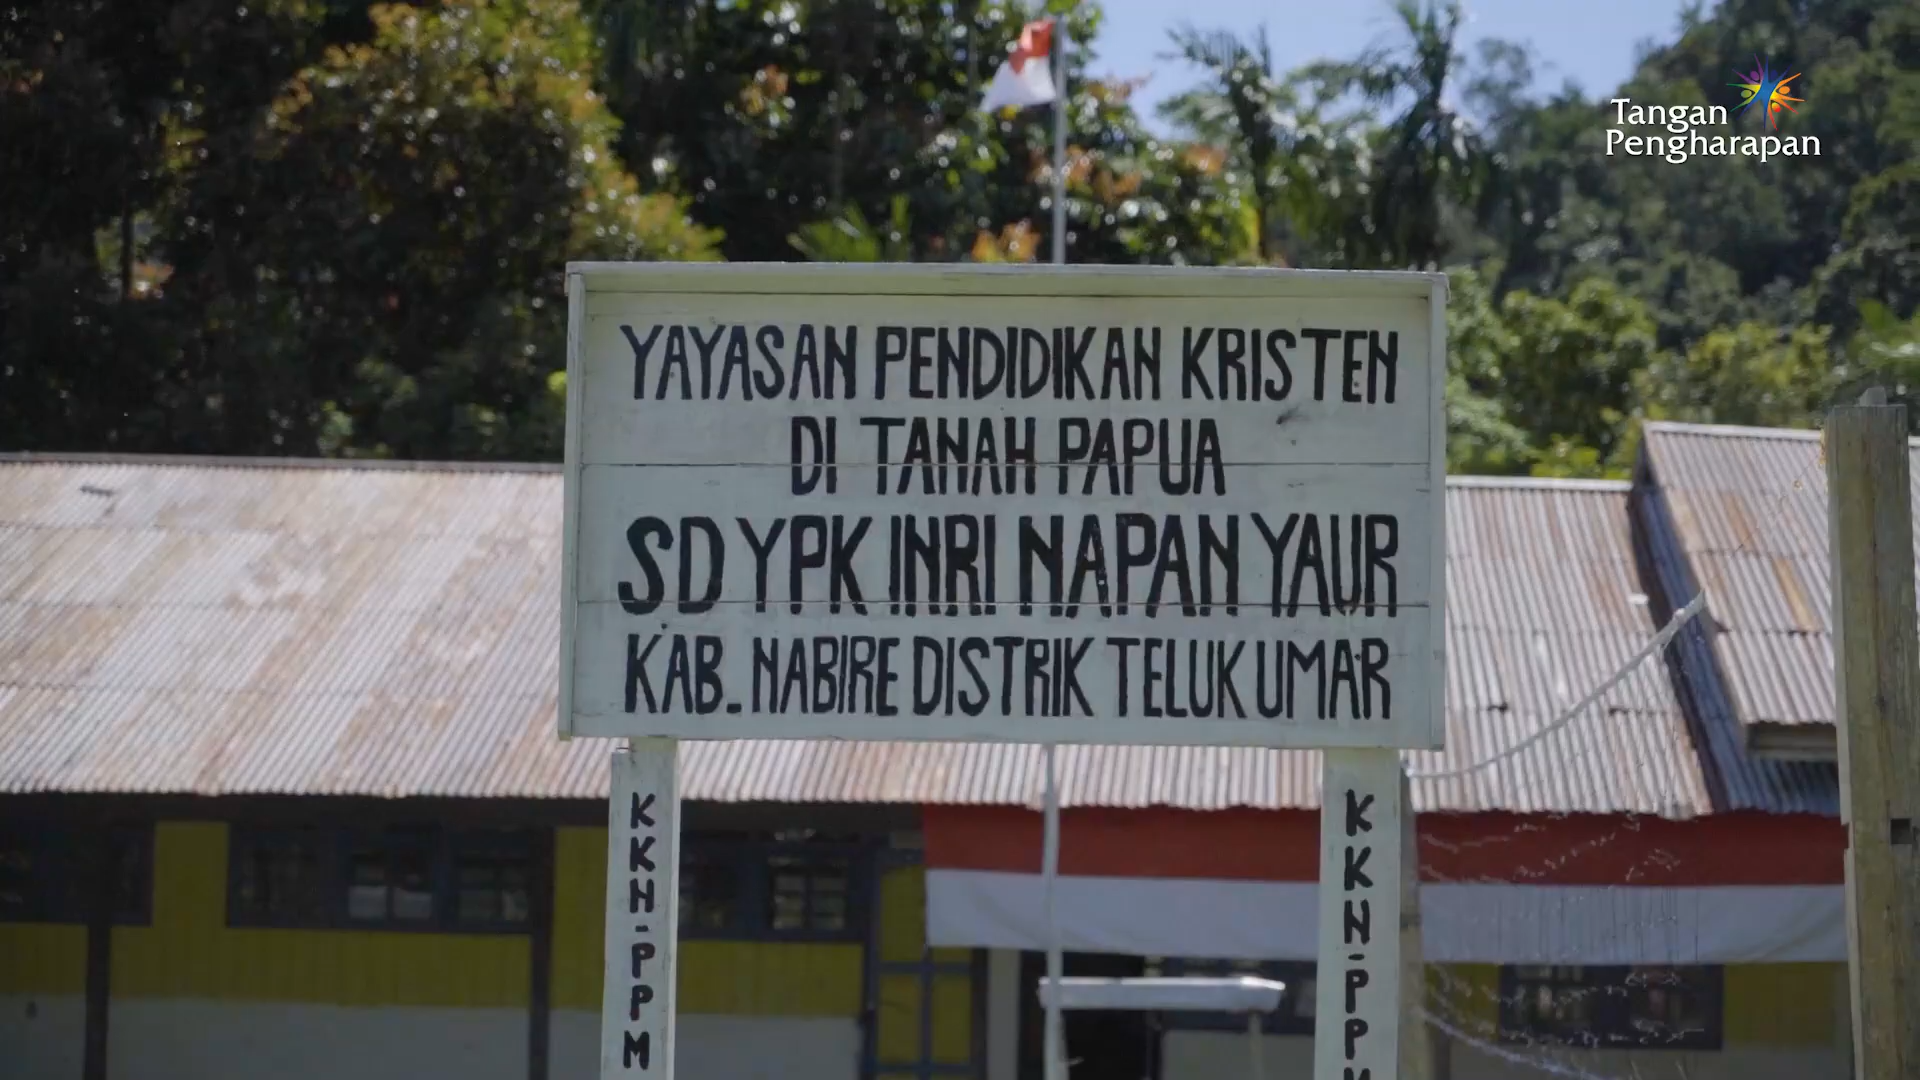 Tangan
Pengharapan
YAYASAN PENDIDIKAN KRISTEN
DI TANAH PAPUA
SD YPK INRI NAPAN YAUR
KAB. NABIRE DISTRIK TELUK UMAR
KKN-PPM
KKN-PPM